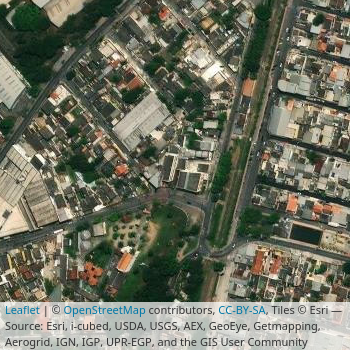 Leaflet | © OpenStreetMap contributors, CC-BY-SA, Tiles © Esri —
Source: Esri, i-cubed, USDA, USGS, AEX, GeoEye, Getmapping,
Aerogrid, IGN, IGP, UPR-EGP, and the GIS User Community